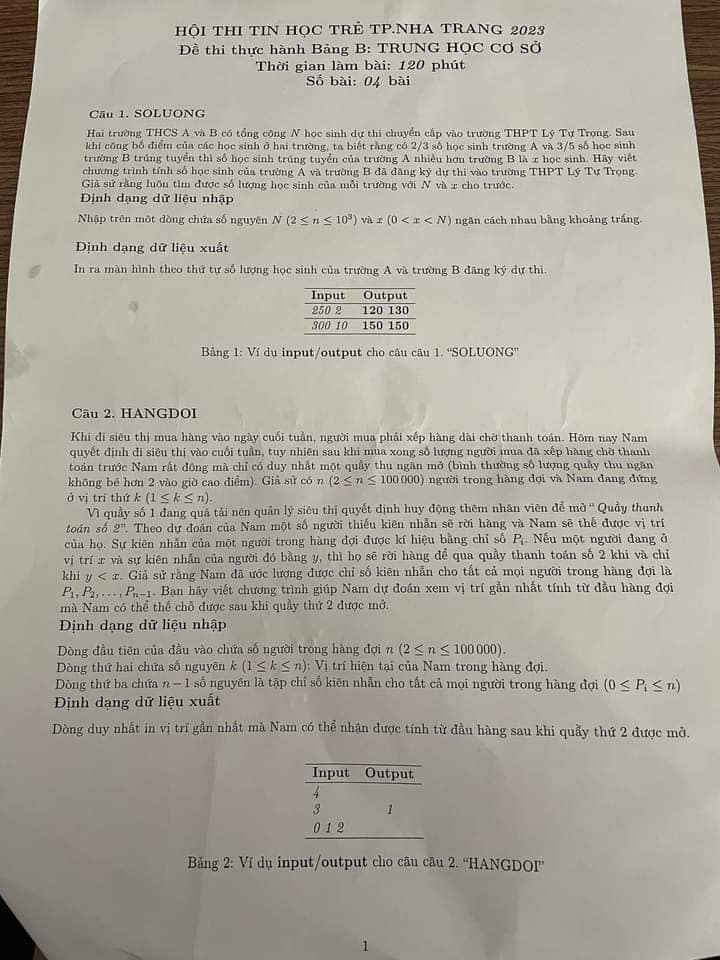 HỘI THI TIN HỌC TRẺ TP.NHA TRANG 2023
Đề thi thực hành Bảng B: TRUNG HỌC CƠ SỞ
Thời gian làm bài: 120 phút
Số bài: 04 bài
Câu 1. SOLUONG
Hai trường THCS A và B có tổng cộng N học sinh dự thi chuyển cấp vào trường THPT Lý Tự Trọng. Sau
khi công bố điểm của các học sinh ở hai trường, ta biết rằng có 2/3 số học sinh trường A và 3/5 số học sinh
trường B trúng tuyển thì số học sinh trúng tuyển của trường A nhiều hơn trường B là x học sinh. Hãy viết
chương trình tính số học sinh của trường A và trường B đã đăng ký dự thi vào trường THPT Lý Tự Trọng.
Giả sử rằng luôn tìm được số lượng học sinh của mỗi trường với N và x cho trước.
Định dạng dữ liệu nhập
Nhập trên một dòng chứa số nguyên N (2 ≤ n ≤ 10³) và x (0 < x < N) ngăn cách nhau bằng khoảng trắng.
Định dạng dữ liệu xuất
In ra màn hình theo thứ tự số lượng học sinh của trường A và trường B đăng ký dự thi.
Input Output
250 2 120 130
300 10 150 150
Bảng 1: Ví dụ input/output cho câu câu 1. "SOLUONG"
Câu 2. HANGDOI
Khi đi siêu thị mua hàng vào ngày cuối tuần, người mua phải xếp hàng dài chờ thanh toán. Hôm nay Nam
quyết định đi siêu thị vào cuối tuần, tuy nhiên sau khi mua xong số lượng người mua đã xếp hàng chờ thanh
toán trước Nam rất đông mà chỉ có duy nhất một quầy thu ngân mở (bình thường số lượng quầy thu ngân
không bé hơn 2 vào giờ cao điểm). Giả sử có n (2 ≤ n ≤ 100 000) người trong hàng đợi và Nam đang đứng
ở vị trí thứ k (1 ≤ k ≤ n).
Vì quầy số 1 đang quá tải nên quản lý siêu thị quyết định huy động thêm nhân viên để mở "Quầy thanh
toán số 2". Theo dự đoán của Nam một số người thiếu kiên nhẫn sẽ rời hàng và Nam sẽ thế được vị trí
của họ. Sự kiên nhẫn của một người trong hàng đợi được kí hiệu bằng chỉ số Pᵢ. Nếu một người đang ở
vị trí x và sự kiên nhẫn của người đó bằng y, thì họ sẽ rời hàng để qua quầy thanh toán số 2 khi và chỉ
khi y < x. Giả sử rằng Nam đã ước lượng được chỉ số kiên nhẫn cho tất cả mọi người trong hàng đợi là
P₁, P₂, . . . , Pₙ₋₁. Bạn hãy viết chương trình giúp Nam dự đoán xem vị trí gần nhất tính từ đầu hàng đợi
mà Nam có thể thế chỗ được sau khi quầy thứ 2 được mở.
Định dạng dữ liệu nhập
Dòng đầu tiên của đầu vào chứa số người trong hàng đợi n (2 ≤ n ≤ 100 000).
Dòng thứ hai chứa số nguyên k (1 ≤ k ≤ n): Vị trí hiện tại của Nam trong hàng đợi.
Dòng thứ ba chứa n − 1 số nguyên là tập chỉ số kiên nhẫn cho tất cả mọi người trong hàng đợi (0 ≤ Pᵢ ≤ n)
Định dạng dữ liệu xuất
Dòng duy nhất in vị trí gần nhất mà Nam có thể nhận được tính từ đầu hàng sau khi quầy thứ 2 được mở.
Input Output
4
3 1
0 1 2
Bảng 2: Ví dụ input/output cho câu câu 2. "HANGDOI"
1